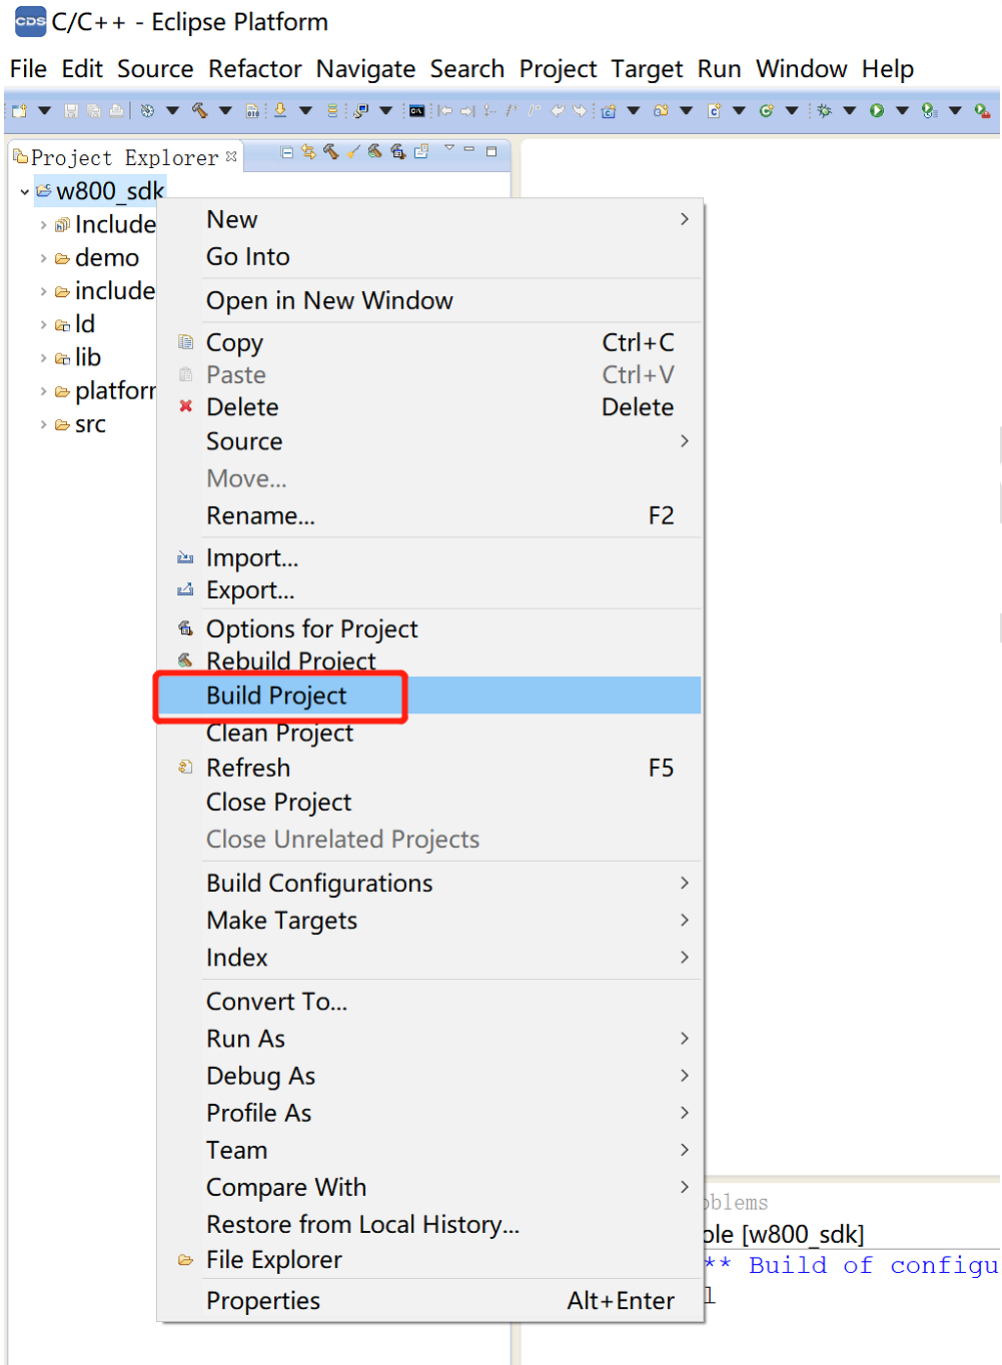 CDS C/C++ - Eclipse Platform
File Edit Source Refactor Navigate Search Project Target Run Window Help
Project Explorer
w800_sdk
Include
demo
include
ld
lib
platforr
src
New
Go Into
Open in New Window
Copy Ctrl+C
Paste Ctrl+V
Delete Delete
Source
Move...
Rename... F2
Import...
Export...
Options for Project
Rebuild Project
Build Project
Clean Project
Refresh F5
Close Project
Close Unrelated Projects
Build Configurations
Make Targets
Index
Convert To...
Run As
Debug As
Profile As
Team
Compare With
Restore from Local History...
File Explorer
Properties Alt+Enter
oblems
ole [w800_sdk]
** Build of configu
l